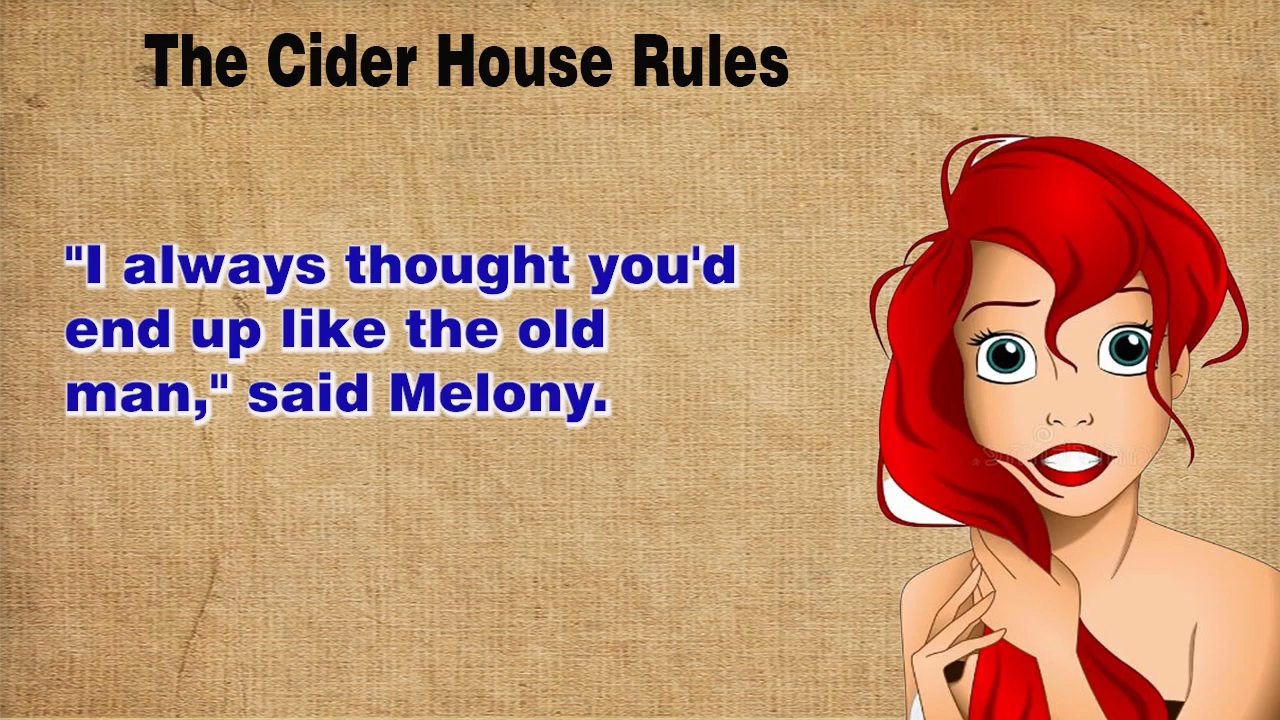 The Cider House Rules
"I always thought you'd
end up like the old
man," said Melony.